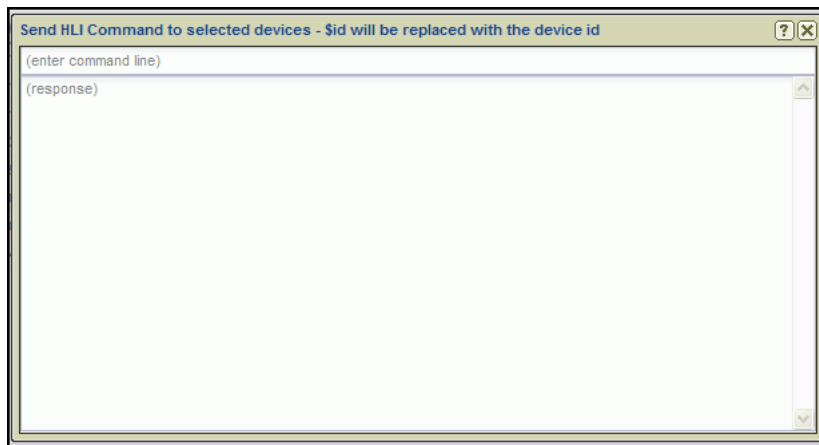 Send HLI Command to selected devices - $id will be replaced with the device id
?
(enter command line)
(response)